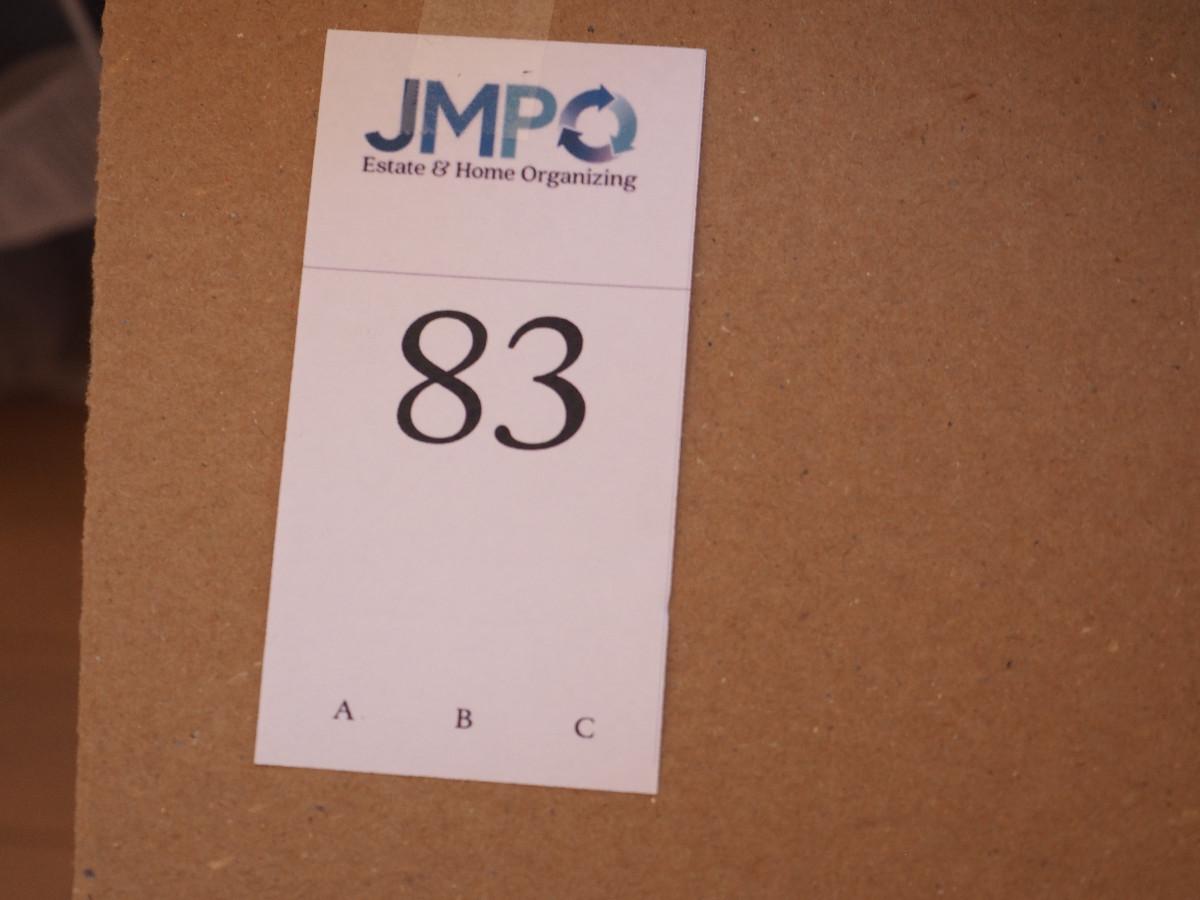 JMPO
Estate & Home Organizing
83
A B C